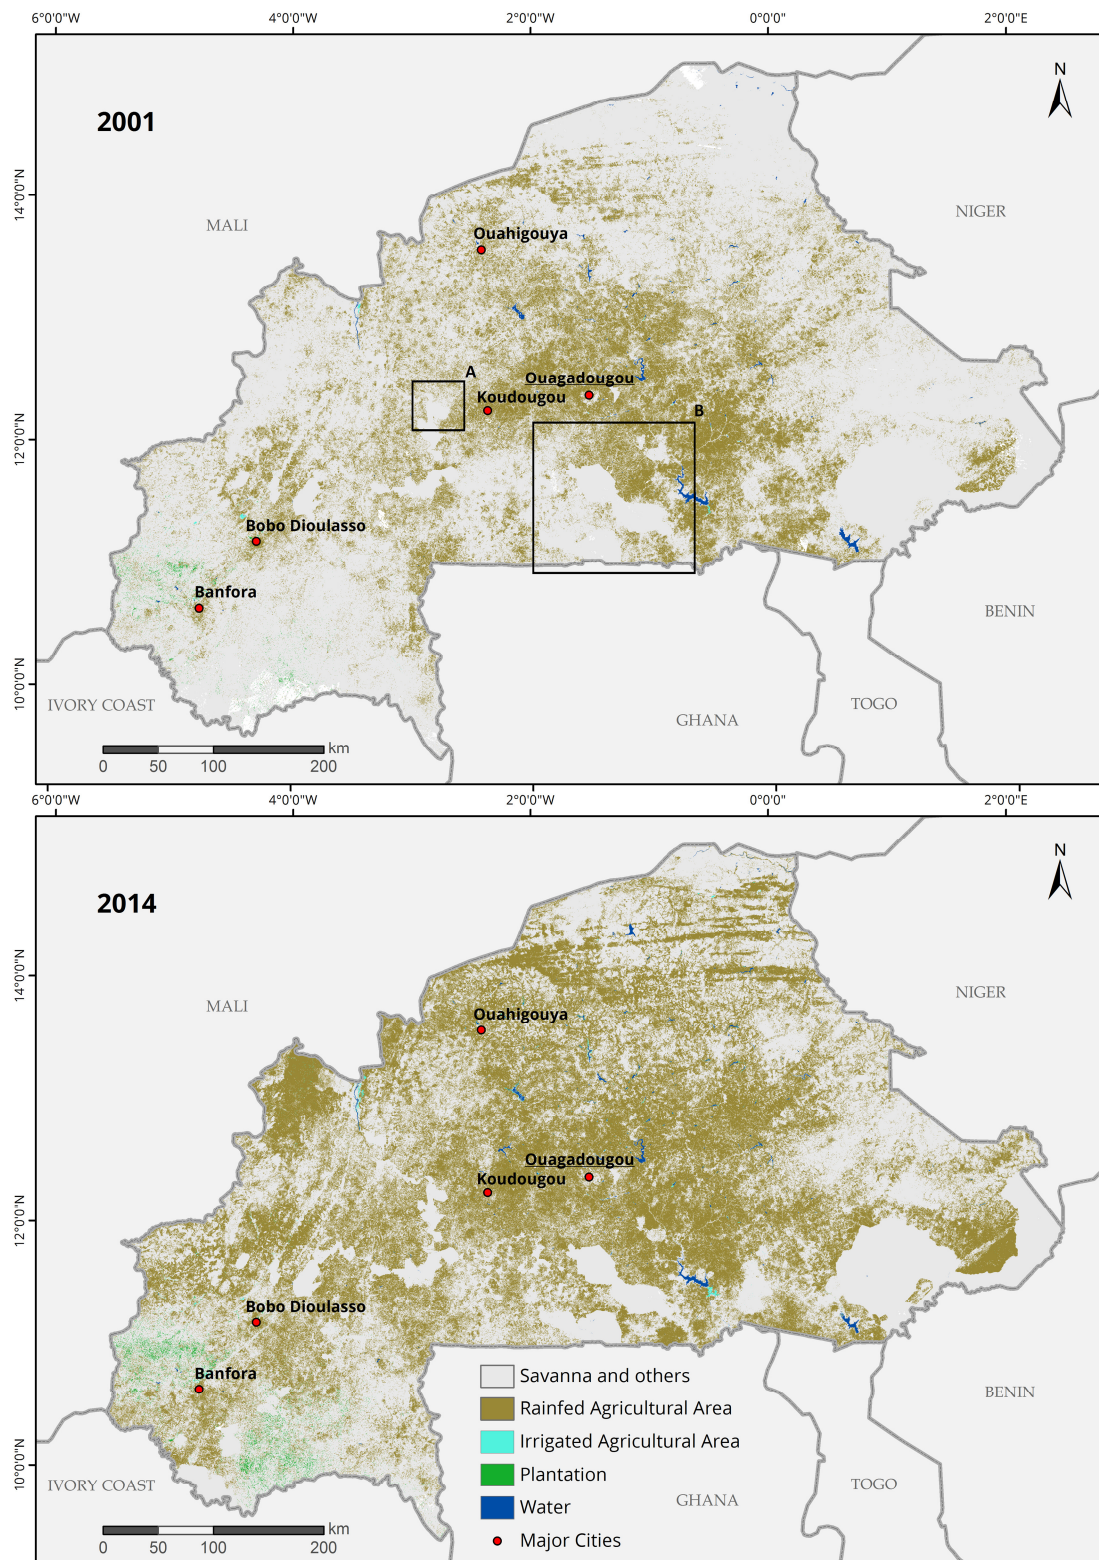 6°0'0"W 4°0'0"W 2°0'0"W 0°0'0" 2°0'0"E
N
2001
14°0'0"N
MALI
NIGER
Ouahigouya
A
Ouagadougou
Koudougou
B
12°0'0"N
Bobo Dioulasso
Banfora
BENIN
10°0'0"N
IVORY COAST
TOGO
GHANA
km
0 50 100 200
6°0'0"W 4°0'0"W 2°0'0"W 0°0'0" 2°0'0"E
N
2014
14°0'0"N
MALI
NIGER
Ouahigouya
Ouagadougou
Koudougou
12°0'0"N
Bobo Dioulasso
Banfora
Savanna and others
BENIN
Rainfed Agricultural Area
Irrigated Agricultural Area
10°0'0"N
Plantation
IVORY COAST
TOGO
GHANA
Water
km
0 50 100 200
Major Cities